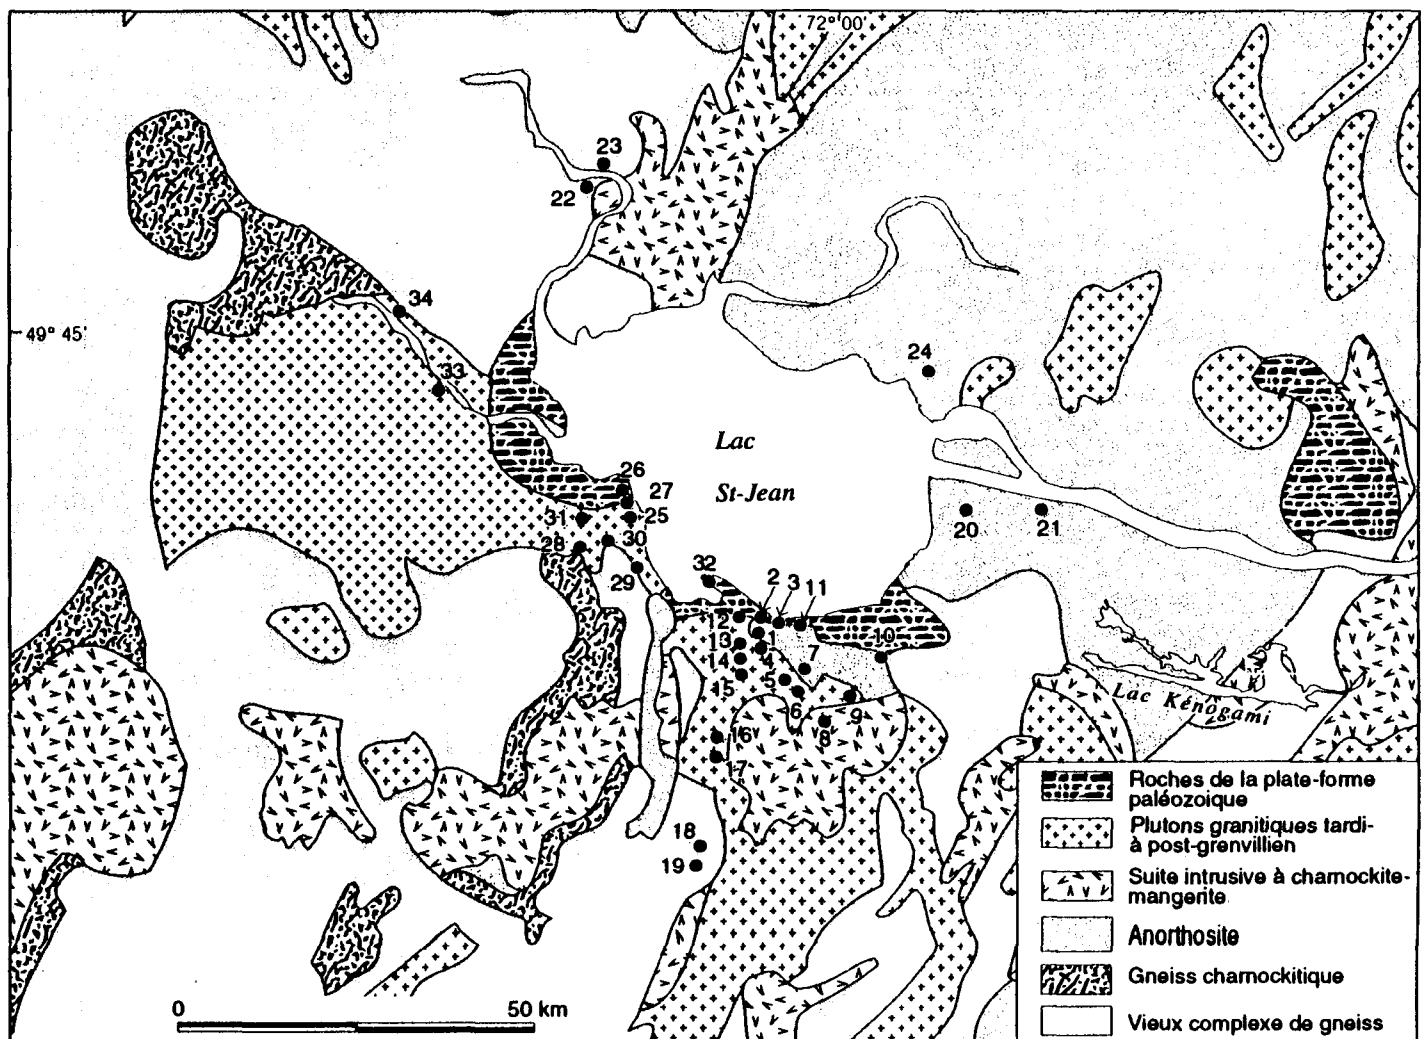 72° 00'
23
22
34
49° 45'
33
24
Lac
St-Jean
26
27
25
31
30
28
29
20
21
32
2
3
11
12
1
10
13
4
7
14
5
15
6
9
8
16
17
18
19
Lac Kénogami
0
50 km
Roches de la plate-forme
paléozoique
Plutons granitiques tardi-
à post-grenvillien
Suite intrusive à charnockite-
mangerite
Anorthosite
Gneiss charnockitique
Vieux complexe de gneiss